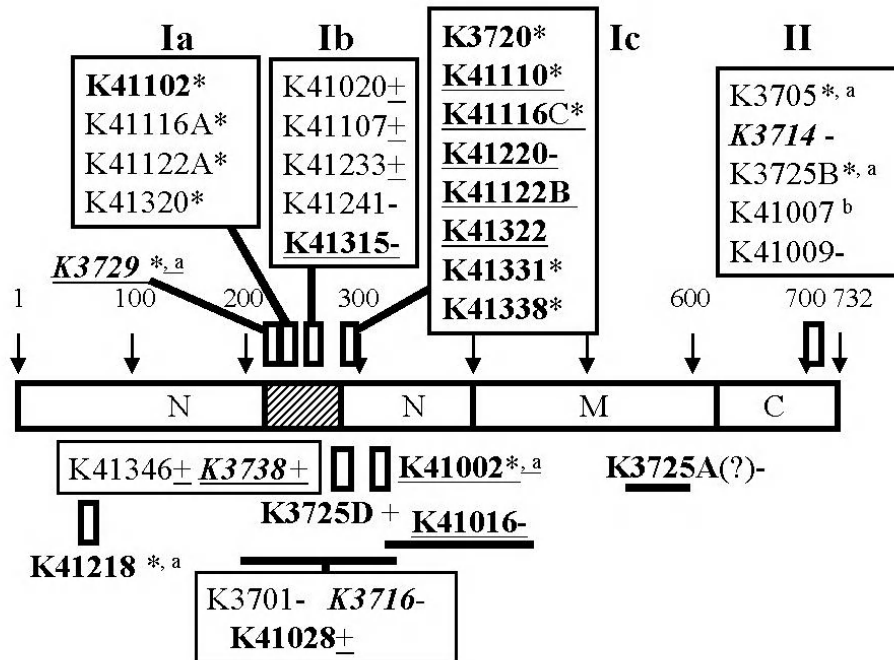 Ia Ib Ic II
K41102*
K41116A*
K41122A*
K41320*
K41020+
K41107+
K41233+
K41241-
K41315-
K3720*
K41110*
K41116C*
K41220-
K41122B
K41322
K41331*
K41338*
K3705*, a
K3714 -
K3725B*, a
K41007 b
K41009-
K3729 *, a
1 100 200 300 600 700 732
N N M C
K41346+ K3738+
K41218 *, a
K3725D +
K41002*, a
K41016-
K3725A(?)-
K3701- K3716-
K41028+